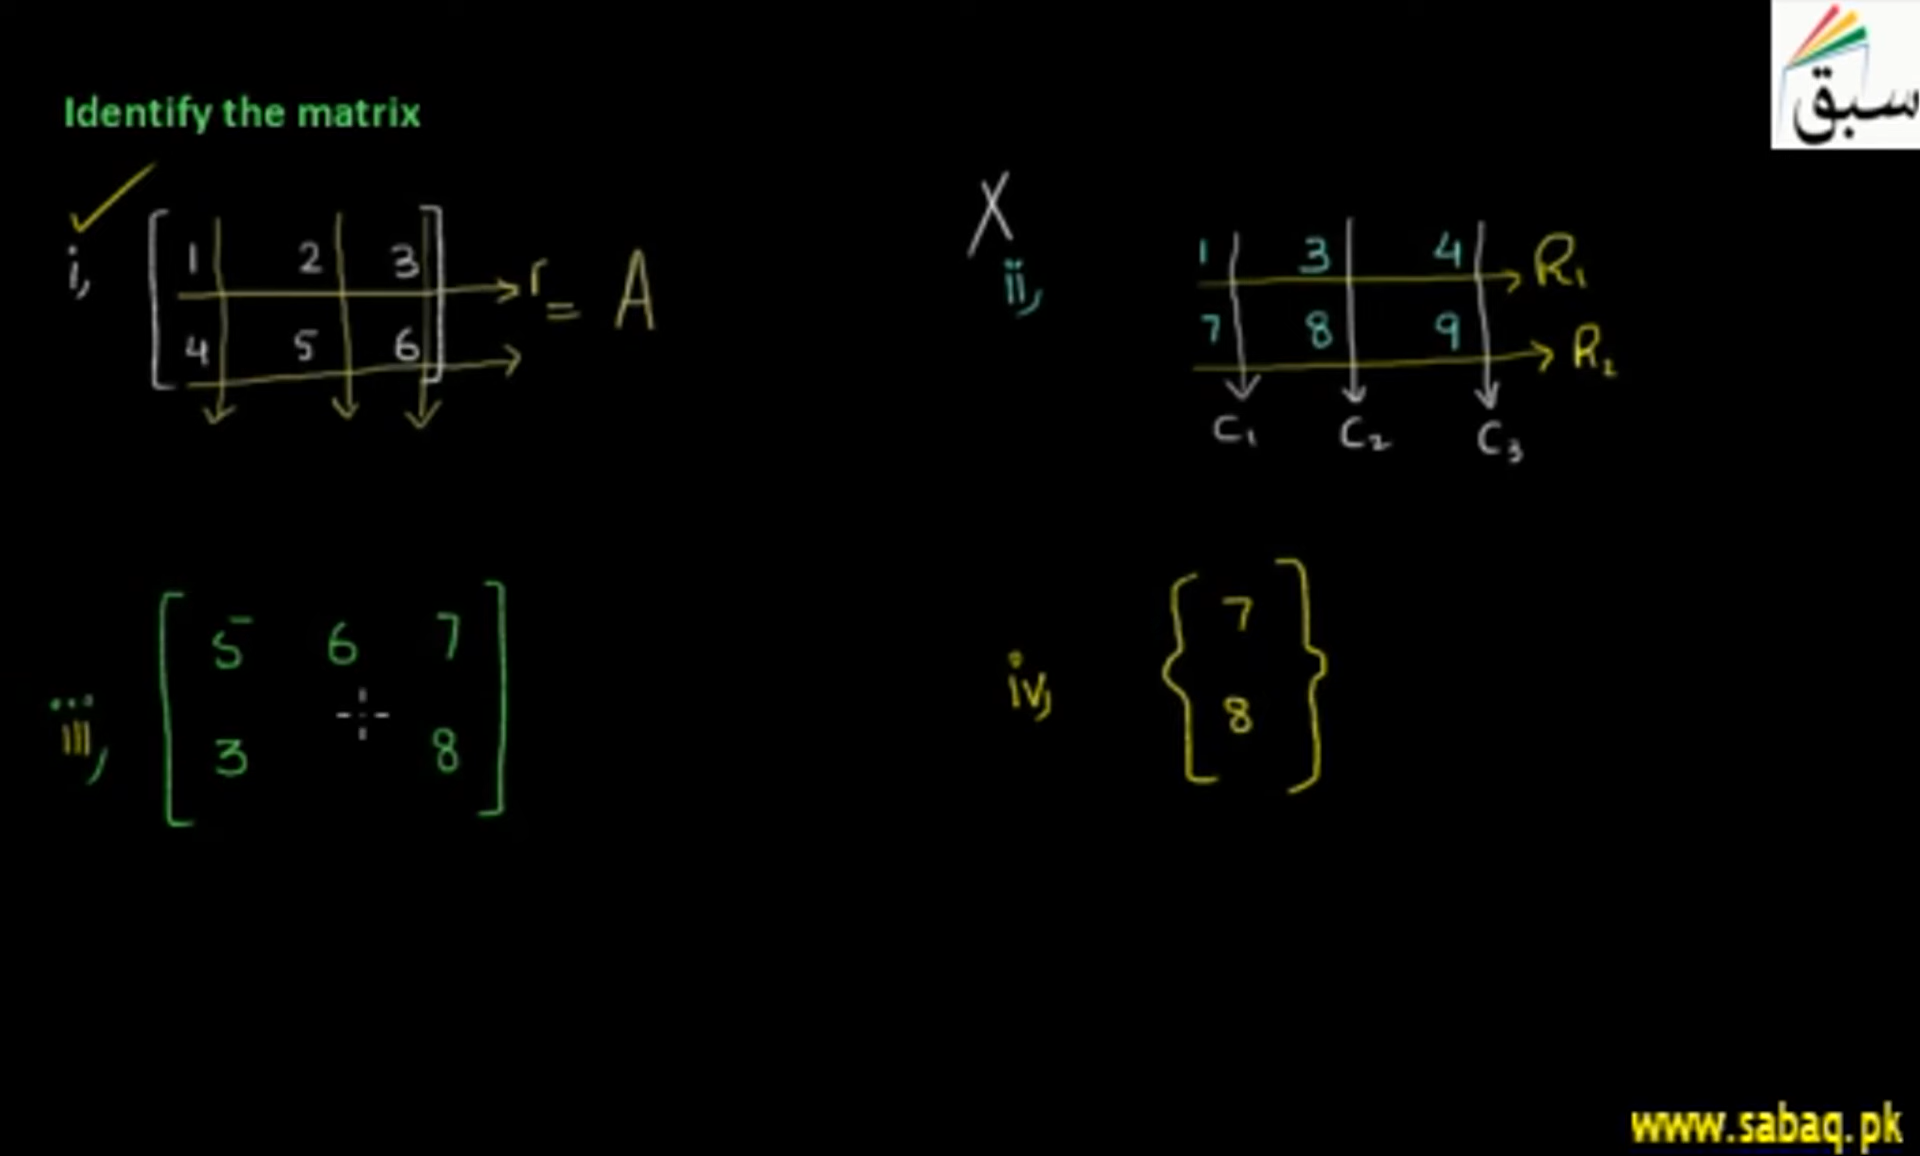 سبق
Identify the matrix
i, [ 1 2 3 r
4 5 6 ] = A
X
ii, 1 3 4 R₁
7 8 9 R₂
C₁ C₂ C₃
iii, [ 5 6 7
3 8 ]
iv, { 7
8 }
www.sabaq.pk